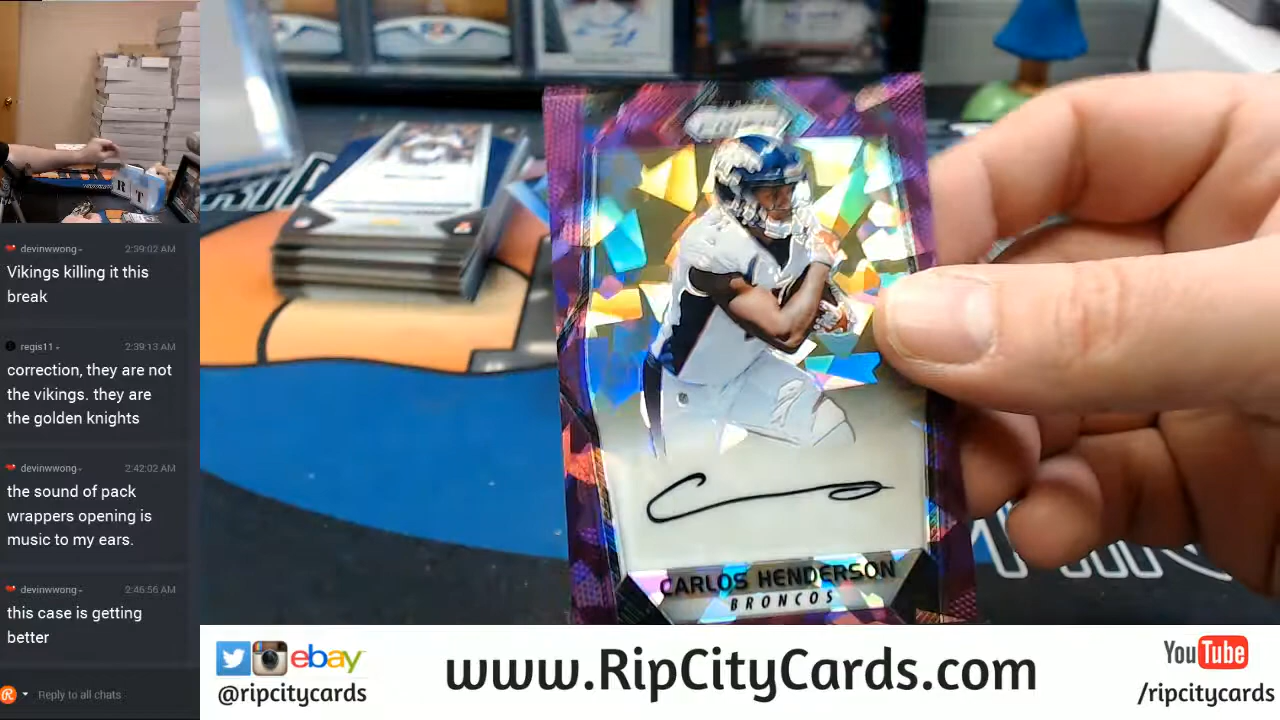 devinwwong
2:39:02 AM
Vikings killing it this
break
regis11
2:39:13 AM
correction, they are not
the vikings. they are
the golden knights
devinwwong
2:42:02 AM
the sound of pack
wrappers opening is
music to my ears.
devinwwong
2:46:56 AM
this case is getting
better
Reply to all chats
R T
PRIZM
CARLOS HENDERSON
BRONCOS
ebay
@ripcitycards
www.RipCityCards.com
YouTube
/ripcitycards